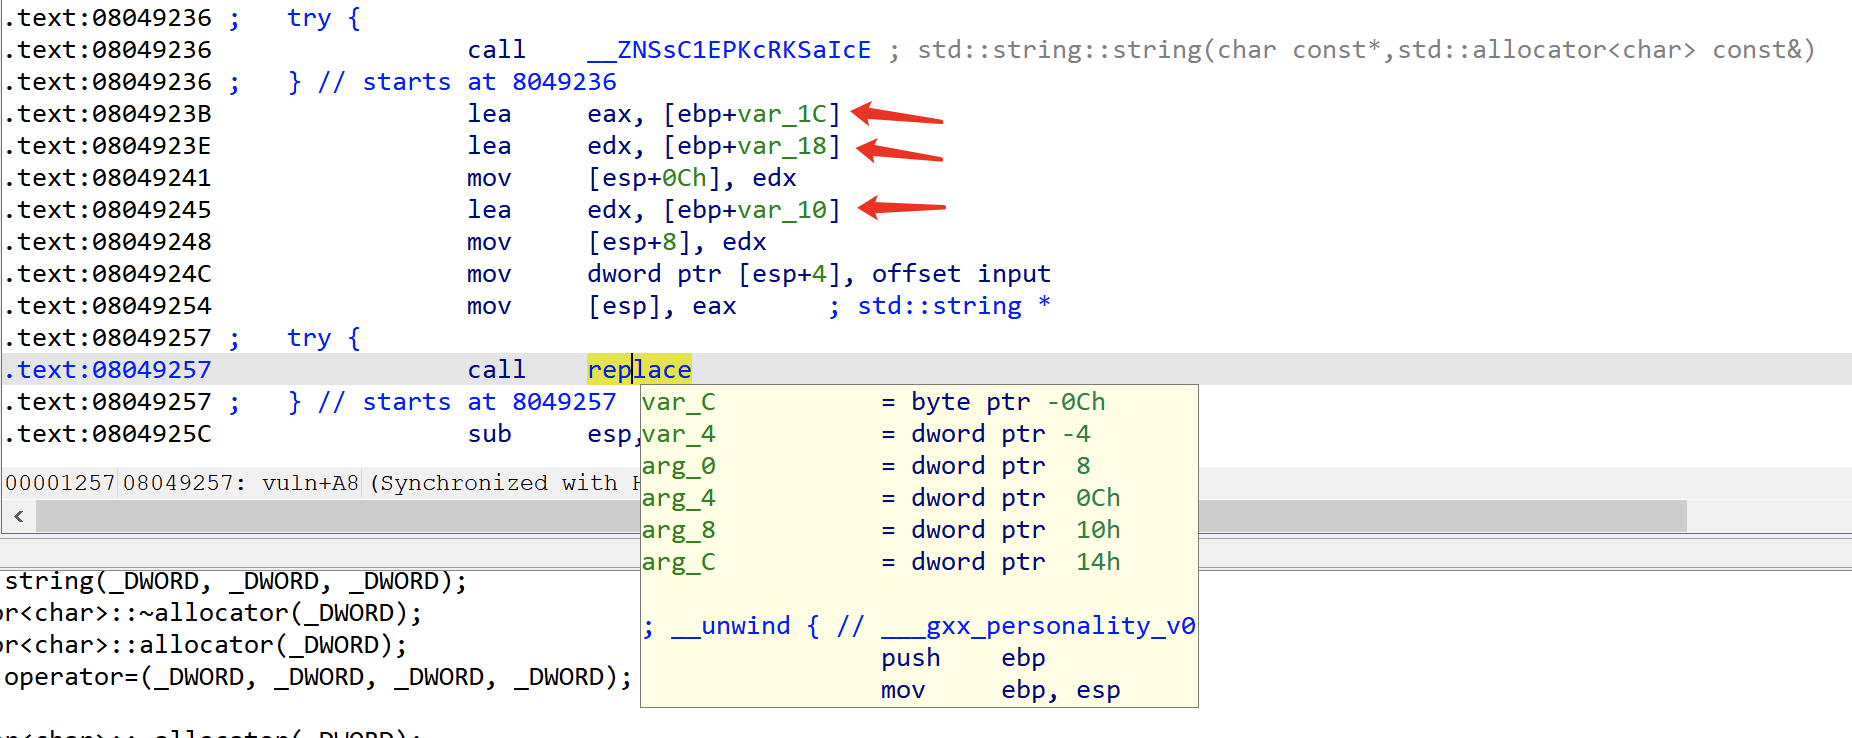 .text:08049236 ;   try {
.text:08049236                 call    __ZNSsC1EPKcRKSaIcE ; std::string::string(char const*,std::allocator<char> const&)
.text:08049236 ;   } // starts at 8049236
.text:0804923B                 lea     eax, [ebp+var_1C]
.text:0804923E                 lea     edx, [ebp+var_18]
.text:08049241                 mov     [esp+0Ch], edx
.text:08049245                 lea     edx, [ebp+var_10]
.text:08049248                 mov     [esp+8], edx
.text:0804924C                 mov     dword ptr [esp+4], offset input
.text:08049254                 mov     [esp], eax      ; std::string *
.text:08049257 ;   try {
.text:08049257                 call    replace
.text:08049257 ;   } // starts at 8049257
.text:0804925C                 sub     esp,
00001257 08049257: vuln+A8 (Synchronized with
var_C           = byte ptr -0Ch
var_4           = dword ptr -4
arg_0           = dword ptr  8
arg_4           = dword ptr  0Ch
arg_8           = dword ptr  10h
arg_C           = dword ptr  14h
; __unwind { // ___gxx_personality_v0
push    ebp
mov     ebp, esp
string(_DWORD, _DWORD, _DWORD);
or<char>::~allocator(_DWORD);
or<char>::allocator(_DWORD);
operator=(_DWORD, _DWORD, _DWORD, _DWORD);